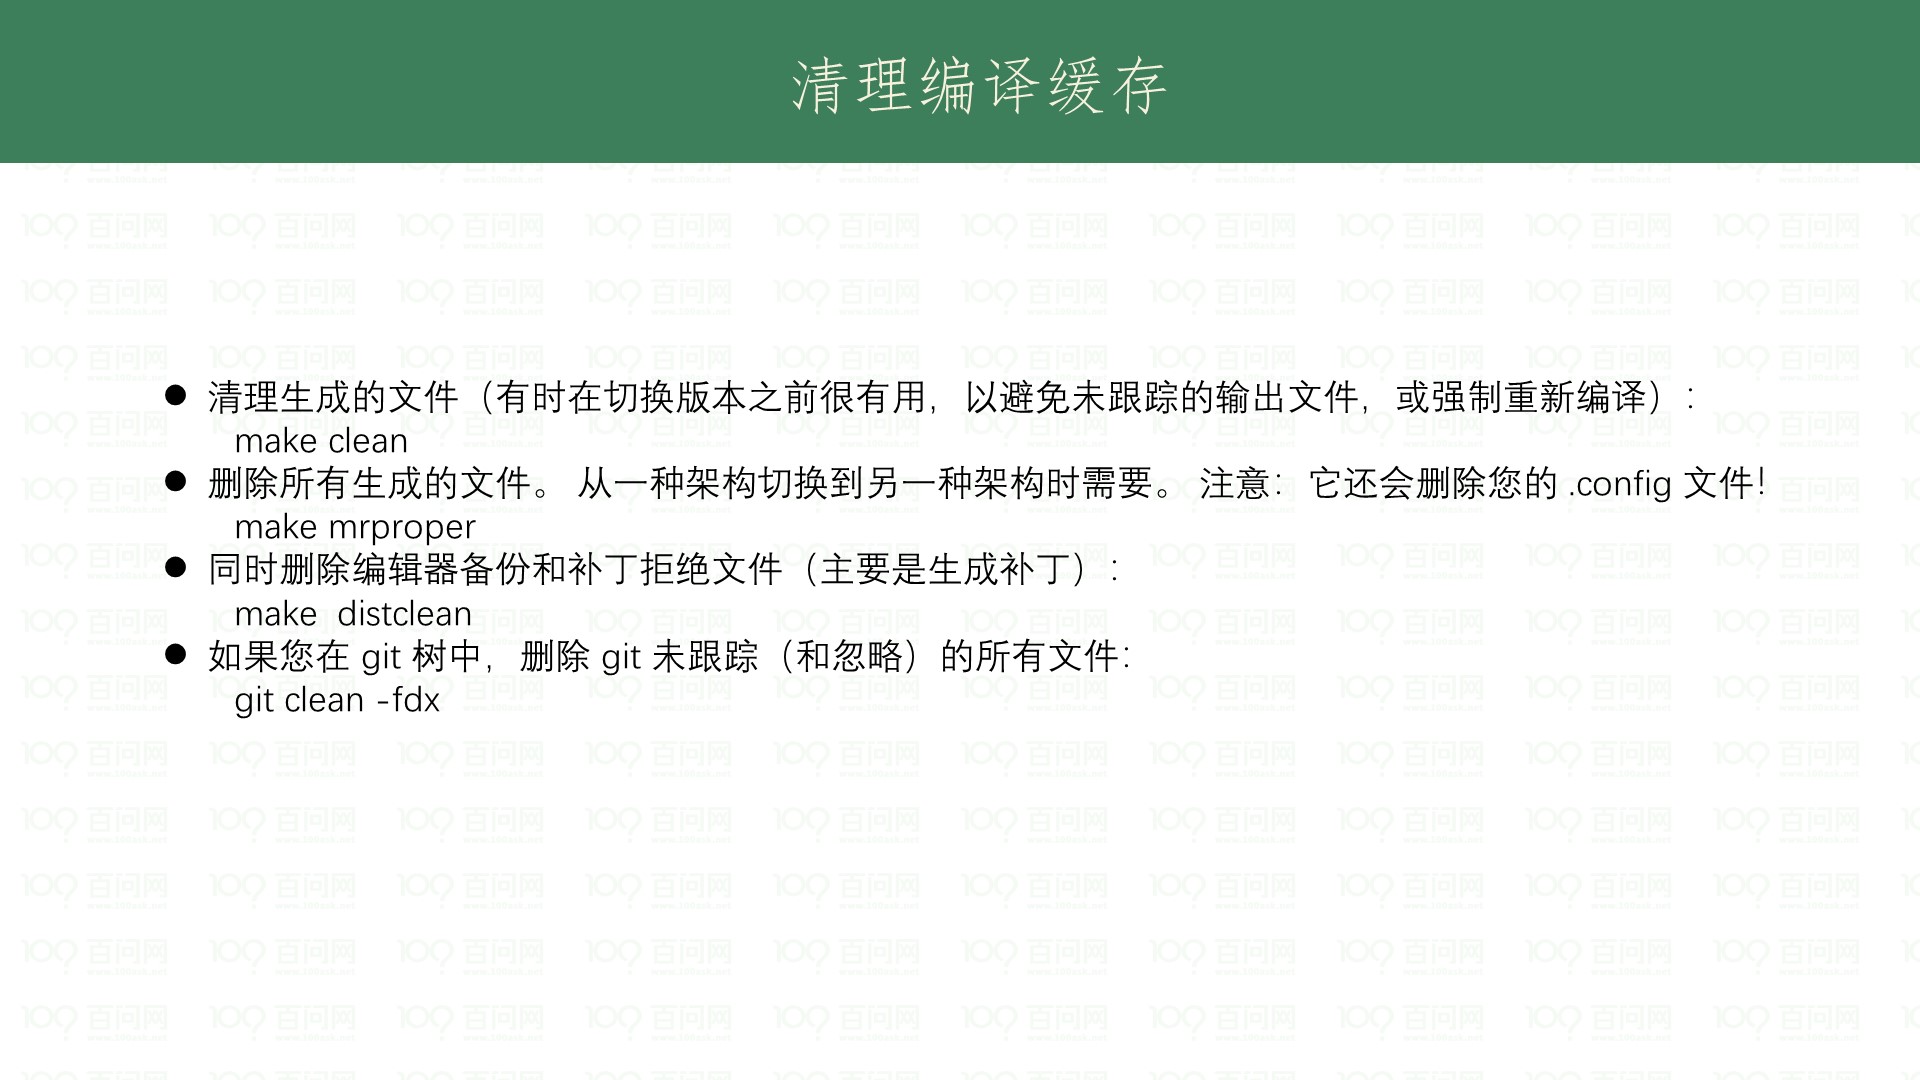 清理编译缓存
● 清理生成的文件（有时在切换版本之前很有用，以避免未跟踪的输出文件，或强制重新编译）：
make clean
● 删除所有生成的文件。 从一种架构切换到另一种架构时需要。 注意：它还会删除您的 .config 文件！
make mrproper
● 同时删除编辑器备份和补丁拒绝文件（主要是生成补丁）：
make  distclean
● 如果您在 git 树中，删除 git 未跟踪（和忽略）的所有文件：
git clean -fdx